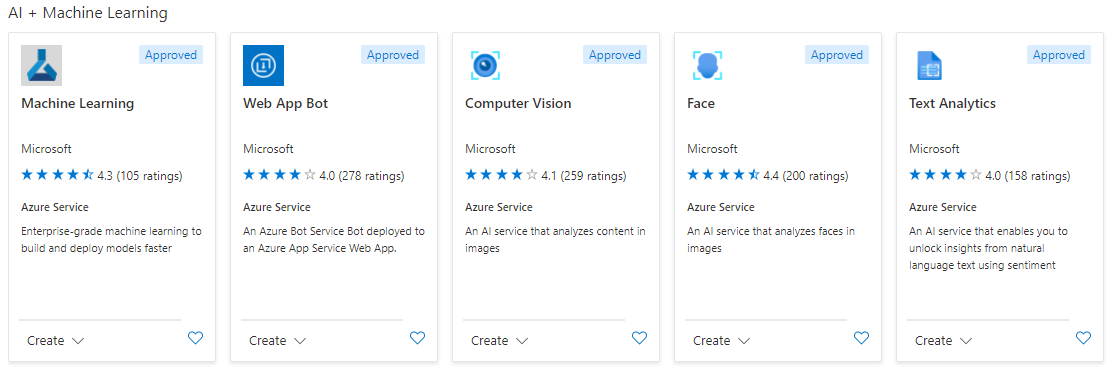 AI + Machine Learning
Approved
Machine Learning
Microsoft
4.3 (105 ratings)
Azure Service
Enterprise-grade machine learning to
build and deploy models faster
Create
Approved
Web App Bot
Microsoft
4.0 (278 ratings)
Azure Service
An Azure Bot Service Bot deployed to
an Azure App Service Web App.
Create
Approved
Computer Vision
Microsoft
4.1 (259 ratings)
Azure Service
An AI service that analyzes content in
images
Create
Approved
Face
Microsoft
4.4 (200 ratings)
Azure Service
An AI service that analyzes faces in
images
Create
Approved
Text Analytics
Microsoft
4.0 (158 ratings)
Azure Service
An AI service that enables you to
unlock insights from natural
language text using sentiment
Create